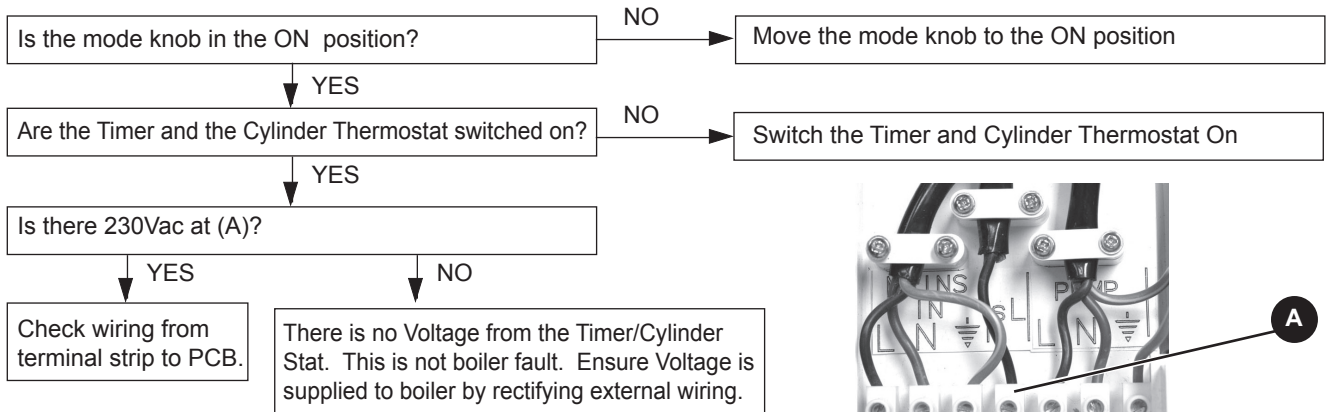 Is the mode knob in the ON position?
NO
Move the mode knob to the ON position
YES
Are the Timer and the Cylinder Thermostat switched on?
NO
Switch the Timer and Cylinder Thermostat On
YES
Is there 230Vac at (A)?
YES
NO
Check wiring from
terminal strip to PCB.
There is no Voltage from the Timer/Cylinder
Stat. This is not boiler fault. Ensure Voltage is
supplied to boiler by rectifying external wiring.
PUMP
IN
SL
L N
L N
A